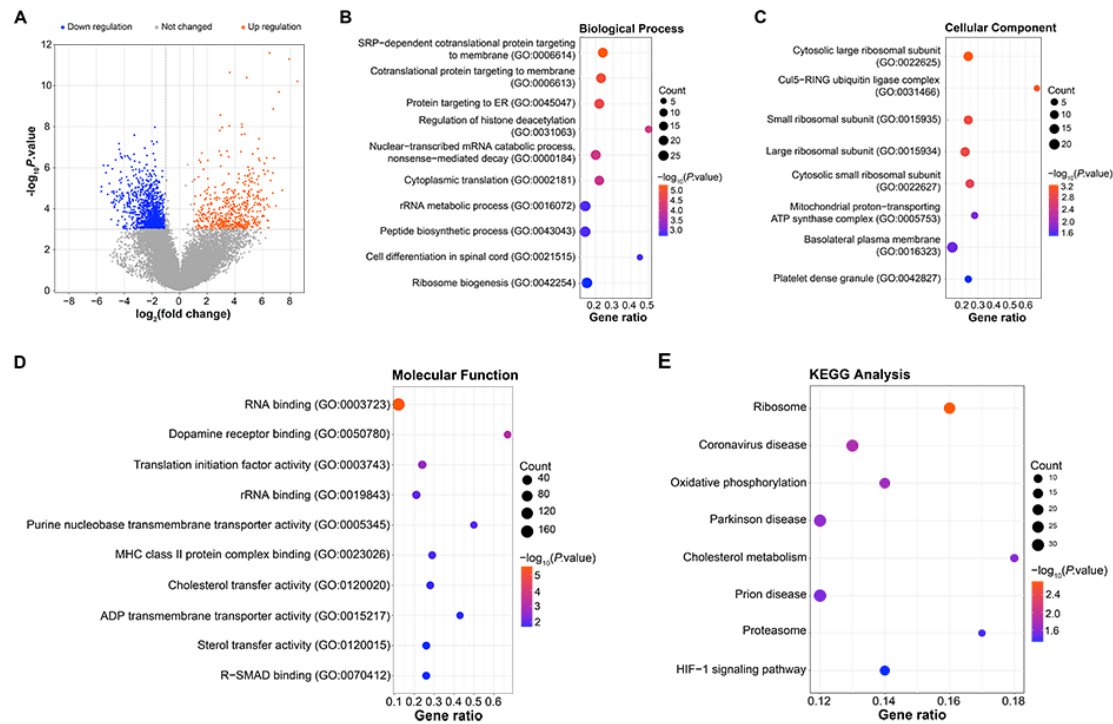 A
Down regulation
Not changed
Up regulation
12
10
8
6
4
2
0
-log10P.value
−8
−6
−4
−2
0
2
4
6
8
log2(fold change)
B
Biological Process
SRP−dependent cotranslational protein targeting
to membrane (GO:0006614)
Cotranslational protein targeting to membrane
(GO:0006613)
Protein targeting to ER (GO:0045047)
Regulation of histone deacetylation
(GO:0031063)
Nuclear−transcribed mRNA catabolic process,
nonsense−mediated decay (GO:0000184)
Cytoplasmic translation (GO:0002181)
rRNA metabolic process (GO:0016072)
Peptide biosynthetic process (GO:0043043)
Cell differentiation in spinal cord (GO:0021515)
Ribosome biogenesis (GO:0042254)
0.2 0.3 0.4 0.5
Gene ratio
Count
5
10
15
20
25
−log10(P.value)
5.0
4.5
4.0
3.5
3.0
C
Cellular Component
Cytosolic large ribosomal subunit
(GO:0022625)
Cul5−RING ubiquitin ligase complex
(GO:0031466)
Small ribosomal subunit (GO:0015935)
Large ribosomal subunit (GO:0015934)
Cytosolic small ribosomal subunit
(GO:0022627)
Mitochondrial proton−transporting
ATP synthase complex (GO:0005753)
Basolateral plasma membrane
(GO:0016323)
Platelet dense granule (GO:0042827)
0.2 0.3 0.4 0.5 0.6
Gene ratio
Count
5
10
15
20
−log10(P.value)
3.2
2.8
2.4
2.0
1.6
D
Molecular Function
RNA binding (GO:0003723)
Dopamine receptor binding (GO:0050780)
Translation initiation factor activity (GO:0003743)
rRNA binding (GO:0019843)
Purine nucleobase transmembrane transporter activity (GO:0005345)
MHC class II protein complex binding (GO:0023026)
Cholesterol transfer activity (GO:0120020)
ADP transmembrane transporter activity (GO:0015217)
Sterol transfer activity (GO:0120015)
R−SMAD binding (GO:0070412)
0.1 0.2 0.3 0.4 0.5 0.6
Gene ratio
Count
40
80
120
160
−log10(P.value)
5
4
3
2
E
KEGG Analysis
Ribosome
Coronavirus disease
Oxidative phosphorylation
Parkinson disease
Cholesterol metabolism
Prion disease
Proteasome
HIF−1 signaling pathway
0.12 0.14 0.16 0.18
Gene ratio
Count
10
15
20
25
30
−log10(P.value)
2.4
2.0
1.6